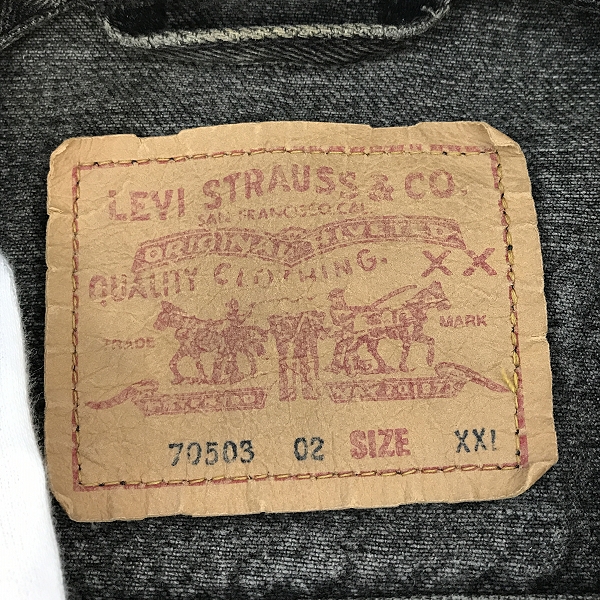 LEVI STRAUSS & CO.
SAN FRANCISCO, CAL.
ORIGINAL RIVETED
QUALITY CLOTHING. XX
TRADE MARK
70503 02 SIZE XXL